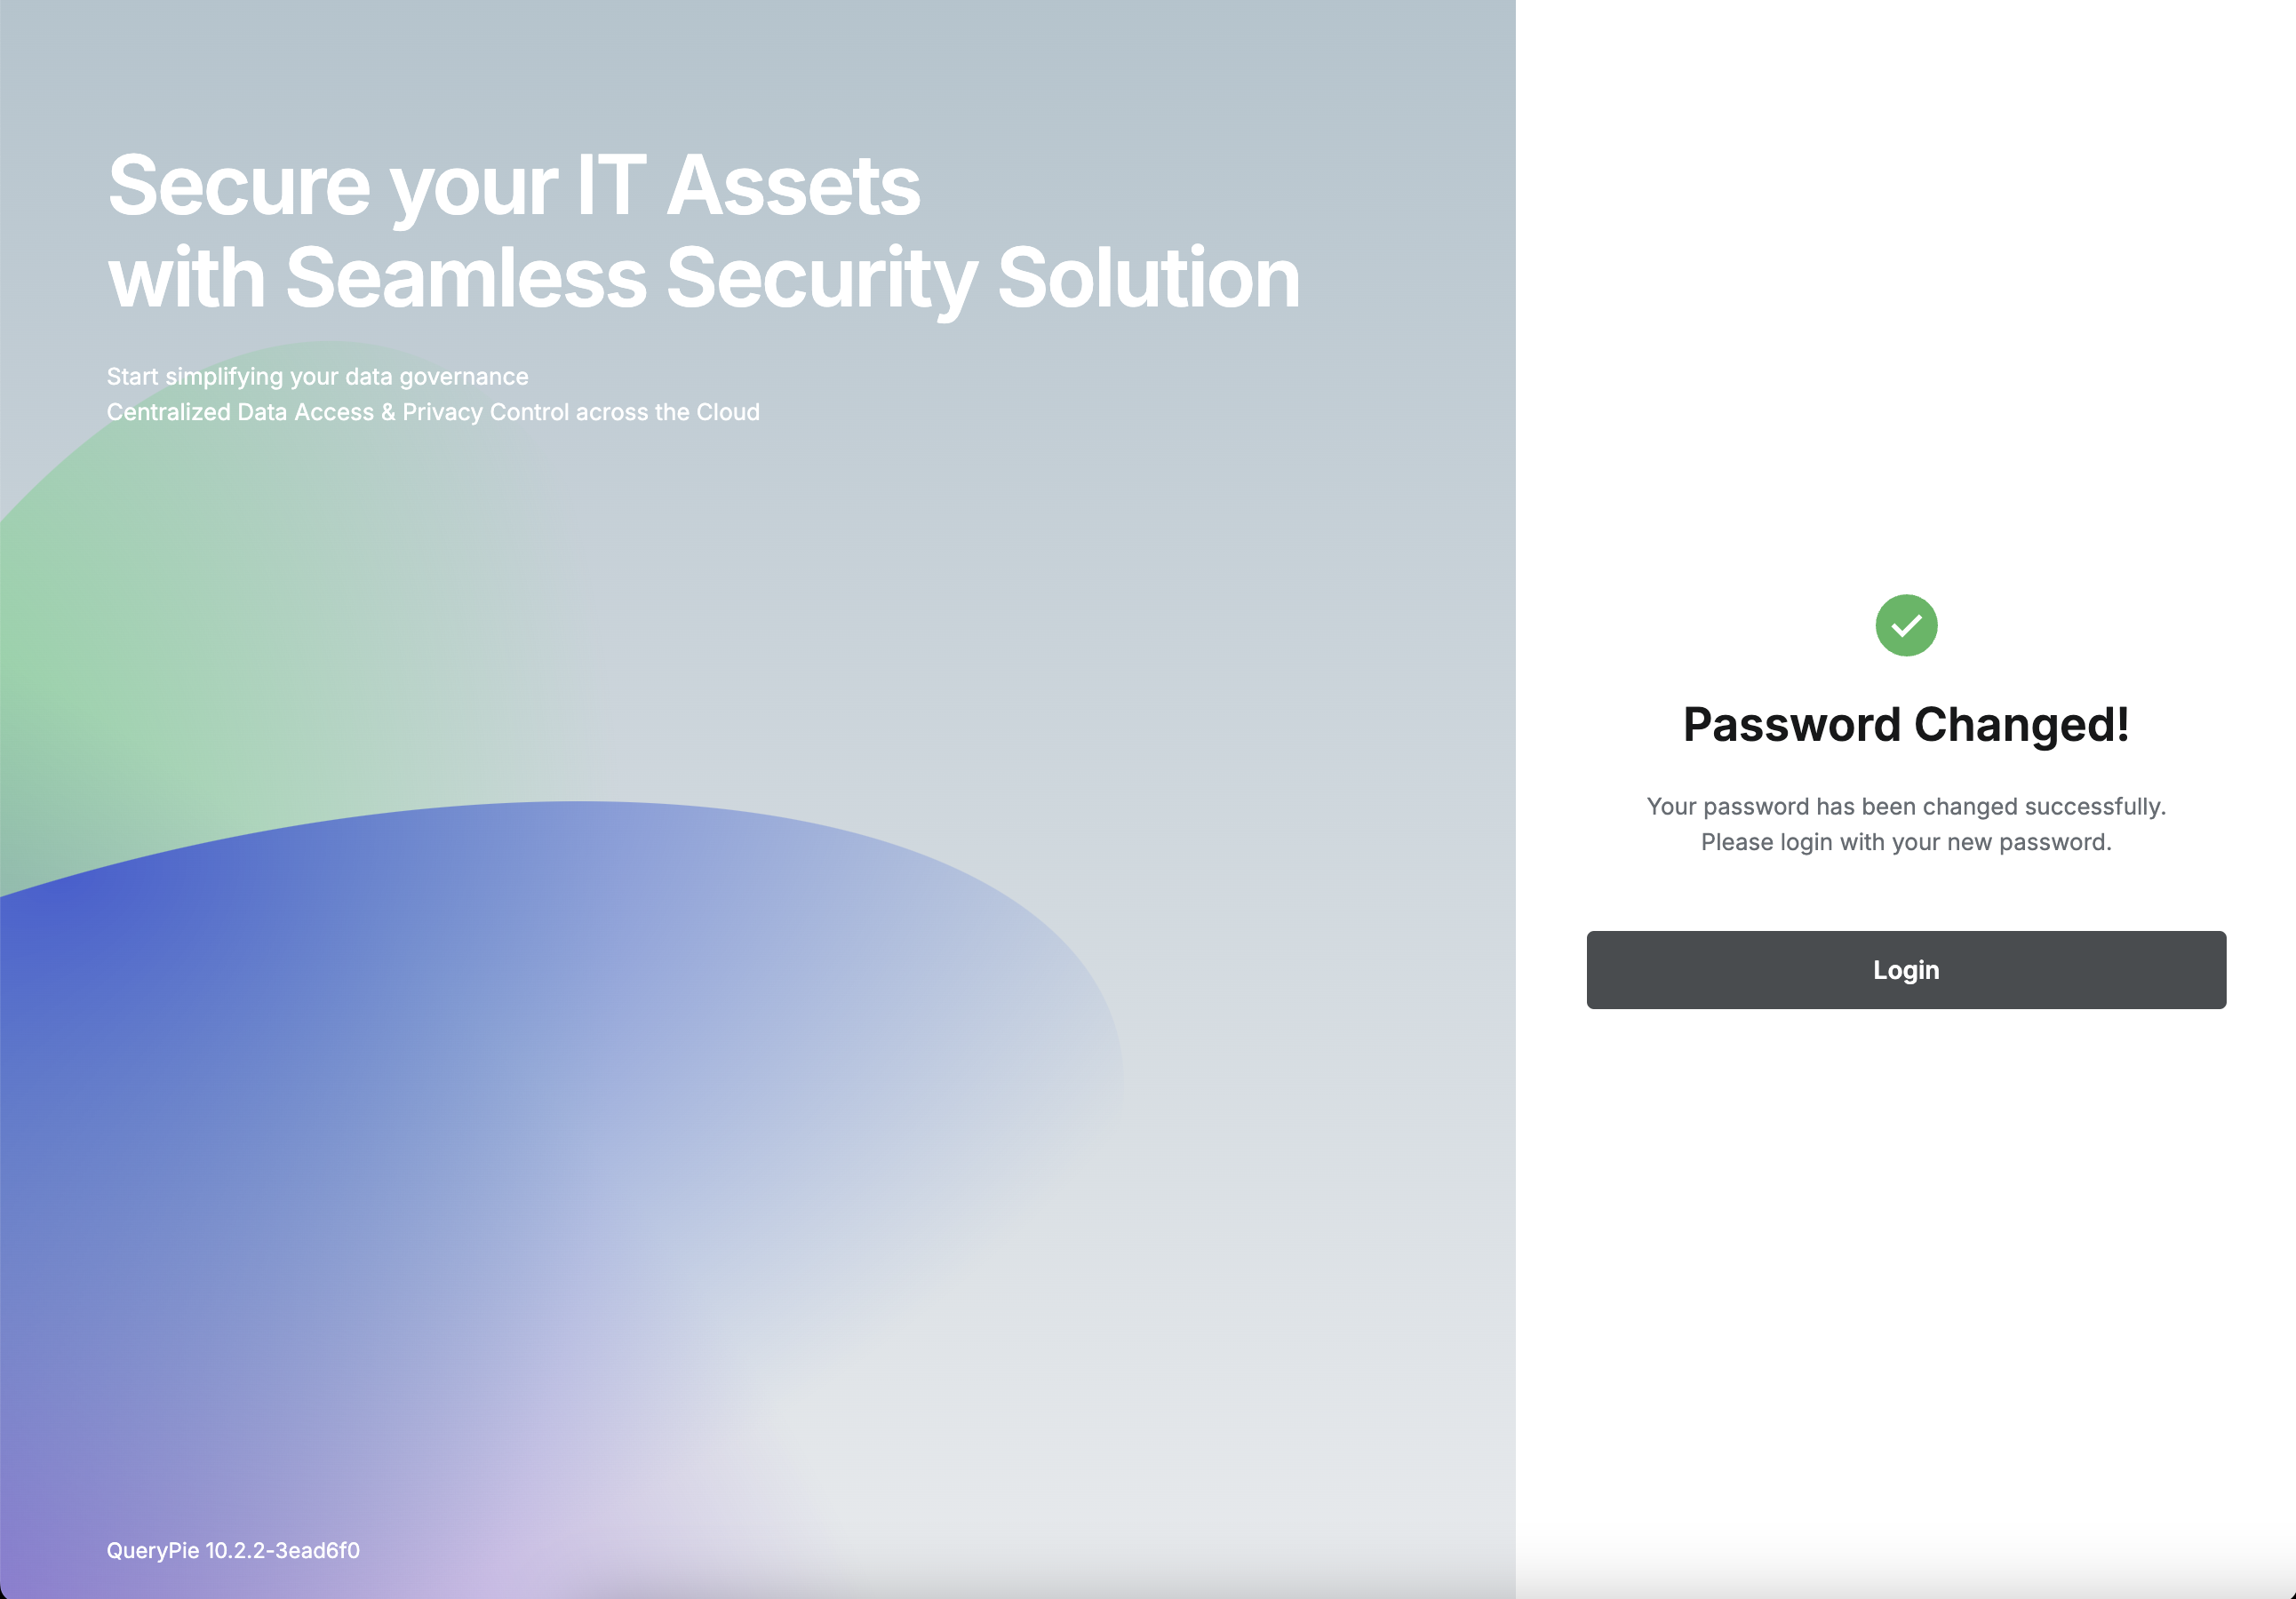 Secure your IT Assets
with Seamless Security Solution
Start simplifying your data governance
Centralized Data Access & Privacy Control across the Cloud
QueryPie 10.2.2-3ead6f0
Password Changed!
Your password has been changed successfully.
Please login with your new password.
Login